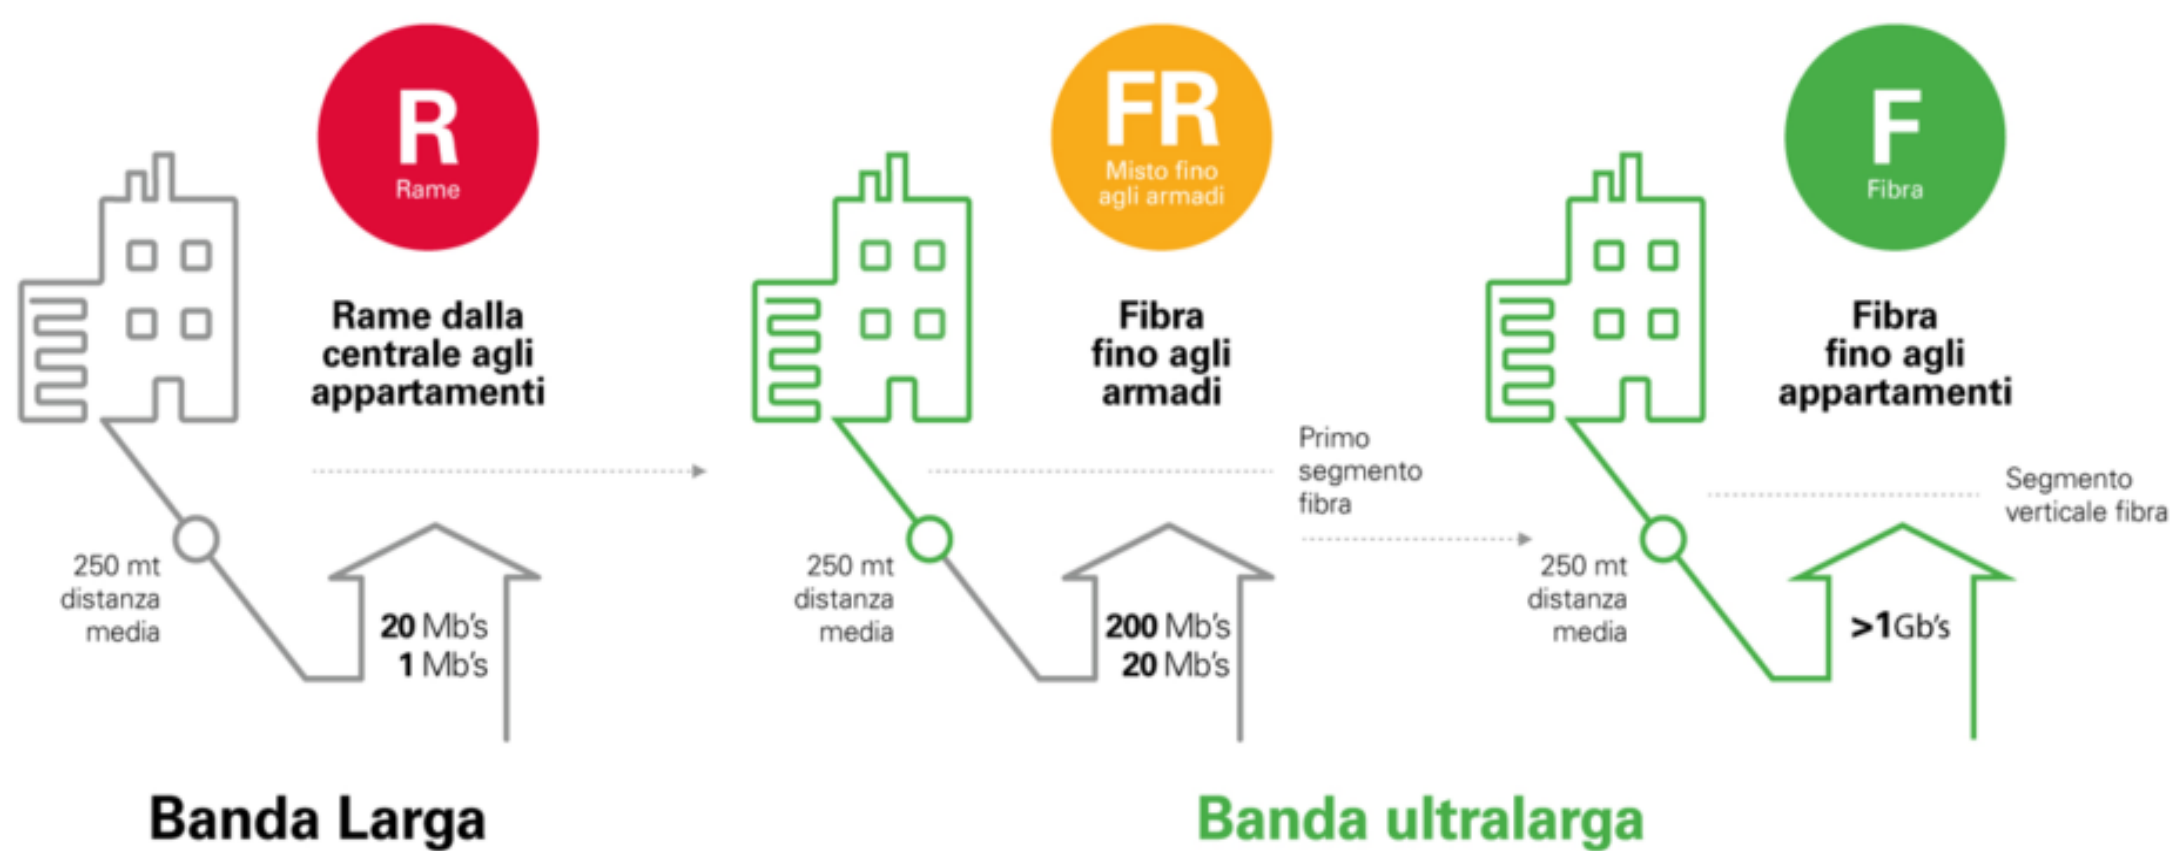 R
Rame
Rame dalla
centrale agli
appartamenti
250 mt
distanza
media
20 Mb's
1 Mb's
Banda Larga
FR
Misto fino
agli armadi
Fibra
fino agli
armadi
Primo
segmento
fibra
250 mt
distanza
media
200 Mb's
20 Mb's
F
Fibra
Fibra
fino agli
appartamenti
Segmento
verticale fibra
250 mt
distanza
media
>1Gb's
Banda ultralarga